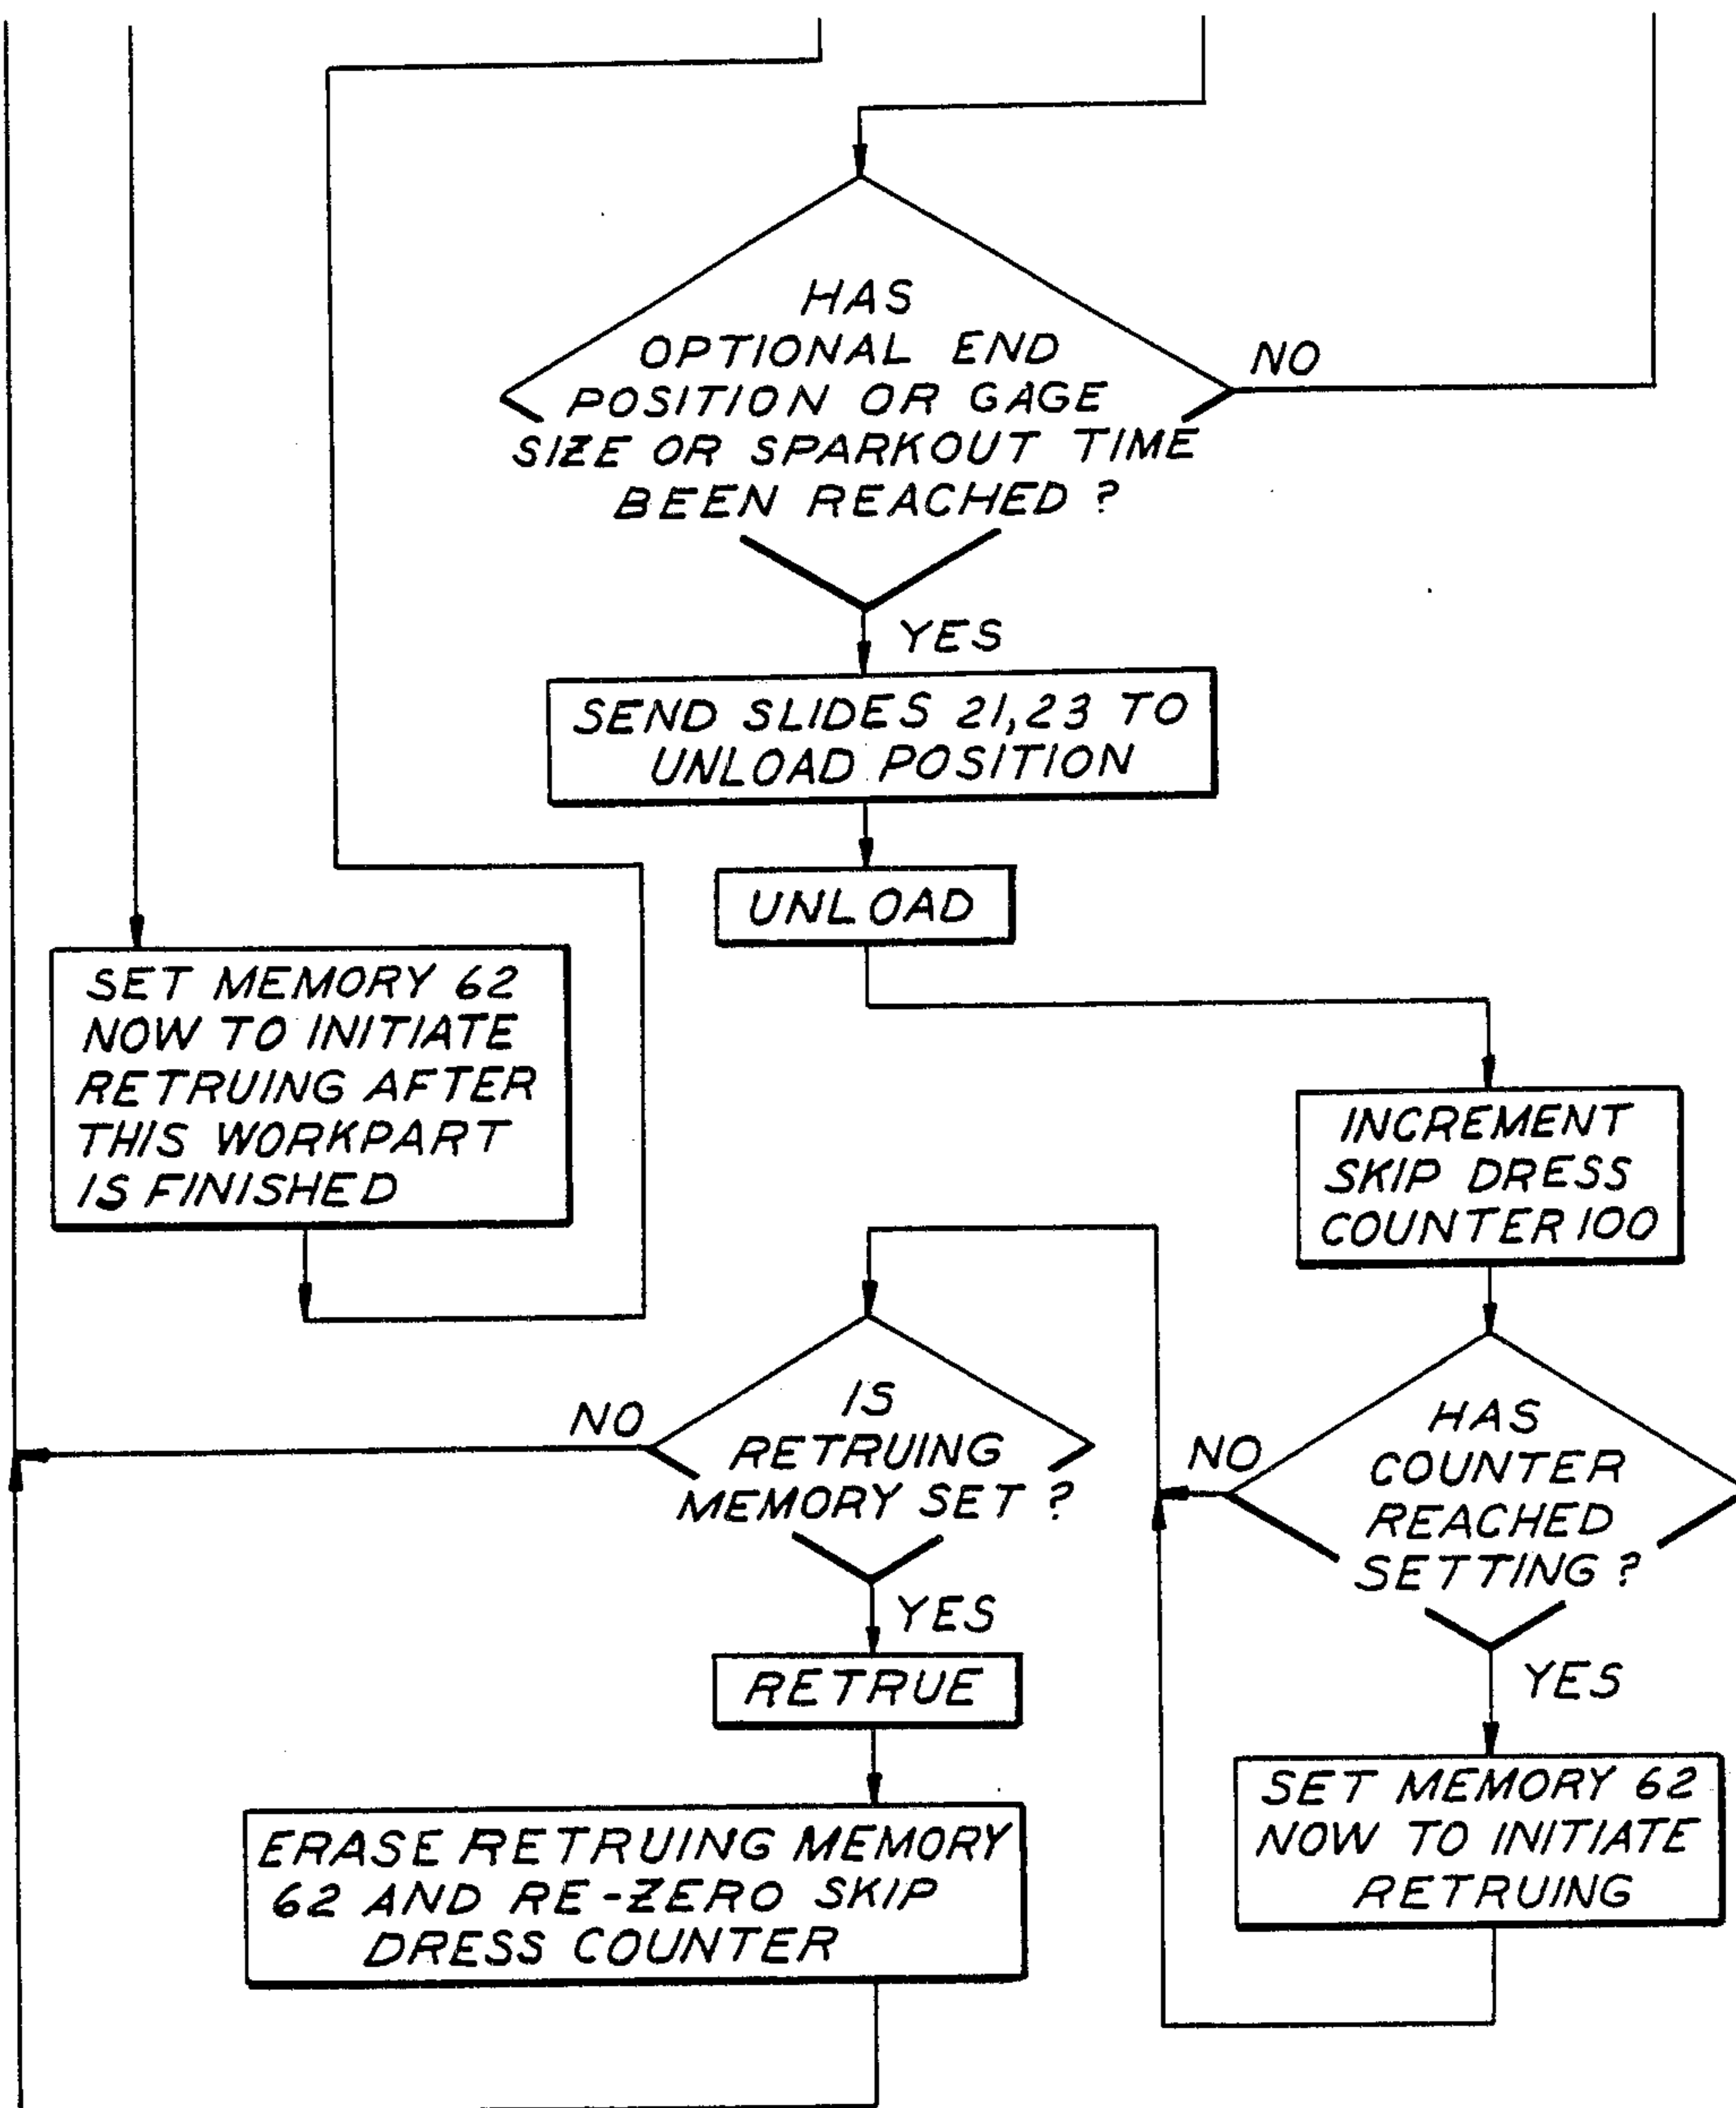 HAS
OPTIONAL END
POSITION OR GAGE
SIZE OR SPARKOUT TIME
BEEN REACHED ?
NO
YES
SEND SLIDES 21,23 TO
UNLOAD POSITION
UNLOAD
SET MEMORY 62
NOW TO INITIATE
RETRUING AFTER
THIS WORKPART
IS FINISHED
INCREMENT
SKIP DRESS
COUNTER 100
HAS
COUNTER
REACHED
SETTING ?
NO
YES
SET MEMORY 62
NOW TO INITIATE
RETRUING
IS
RETRUING
MEMORY SET ?
NO
YES
RETRUE
ERASE RETRUING MEMORY
62 AND RE-ZERO SKIP
DRESS COUNTER